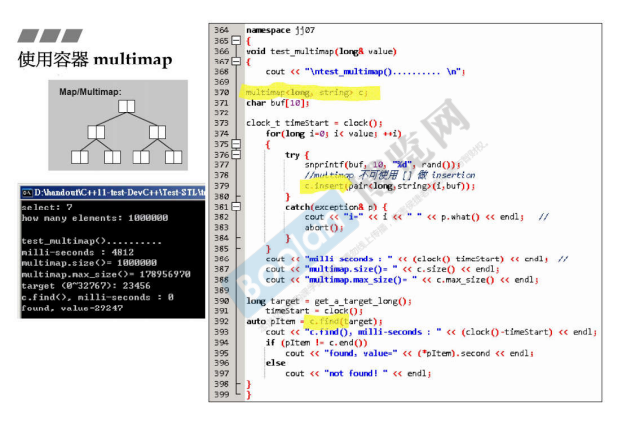 使用容器 multimap
Map/Multimap:
D:\handout\C++11-test-DevC++\Test-STL\
select: 7
how many elements: 1000000
test_multimap()..........
milli-seconds : 4812
multimap.size()= 1000000
multimap.max_size()= 178956970
target (0~32767): 23456
c.find(), milli-seconds : 0
found, value=29247
364 namespace jj07
365 {
366 void test_multimap(long& value)
367 {
368 cout << "\ntest_multimap().......... \n";
369
370 multimap<long, string> c;
371 char buf[10];
372
373 clock_t timeStart = clock();
374 for(long i=0; i< value; ++i)
375 {
376 try {
377 snprintf(buf, 10, "%d", rand());
378 //multimap 不可使用 [] 做 insertion
379 c.insert(pair<long,string>(i,buf));
380 }
381 catch(exception& p) {
382 cout << "i=" << i << " " << p.what() << endl; //
383 abort();
384 }
385 }
386 cout << "milli-seconds : " << (clock()-timeStart) << endl; //
387 cout << "multimap.size()= " << c.size() << endl;
388 cout << "multimap.max_size()= " << c.max_size() << endl;
389
390 long target = get_a_target_long();
391 timeStart = clock();
392 auto pItem = c.find(target);
393 cout << "c.find(), milli-seconds : " << (clock()-timeStart) << endl;
394 if (pItem != c.end())
395 cout << "found, value=" << (*pItem).second << endl;
396 else
397 cout << "not found! " << endl;
398 }
399 }